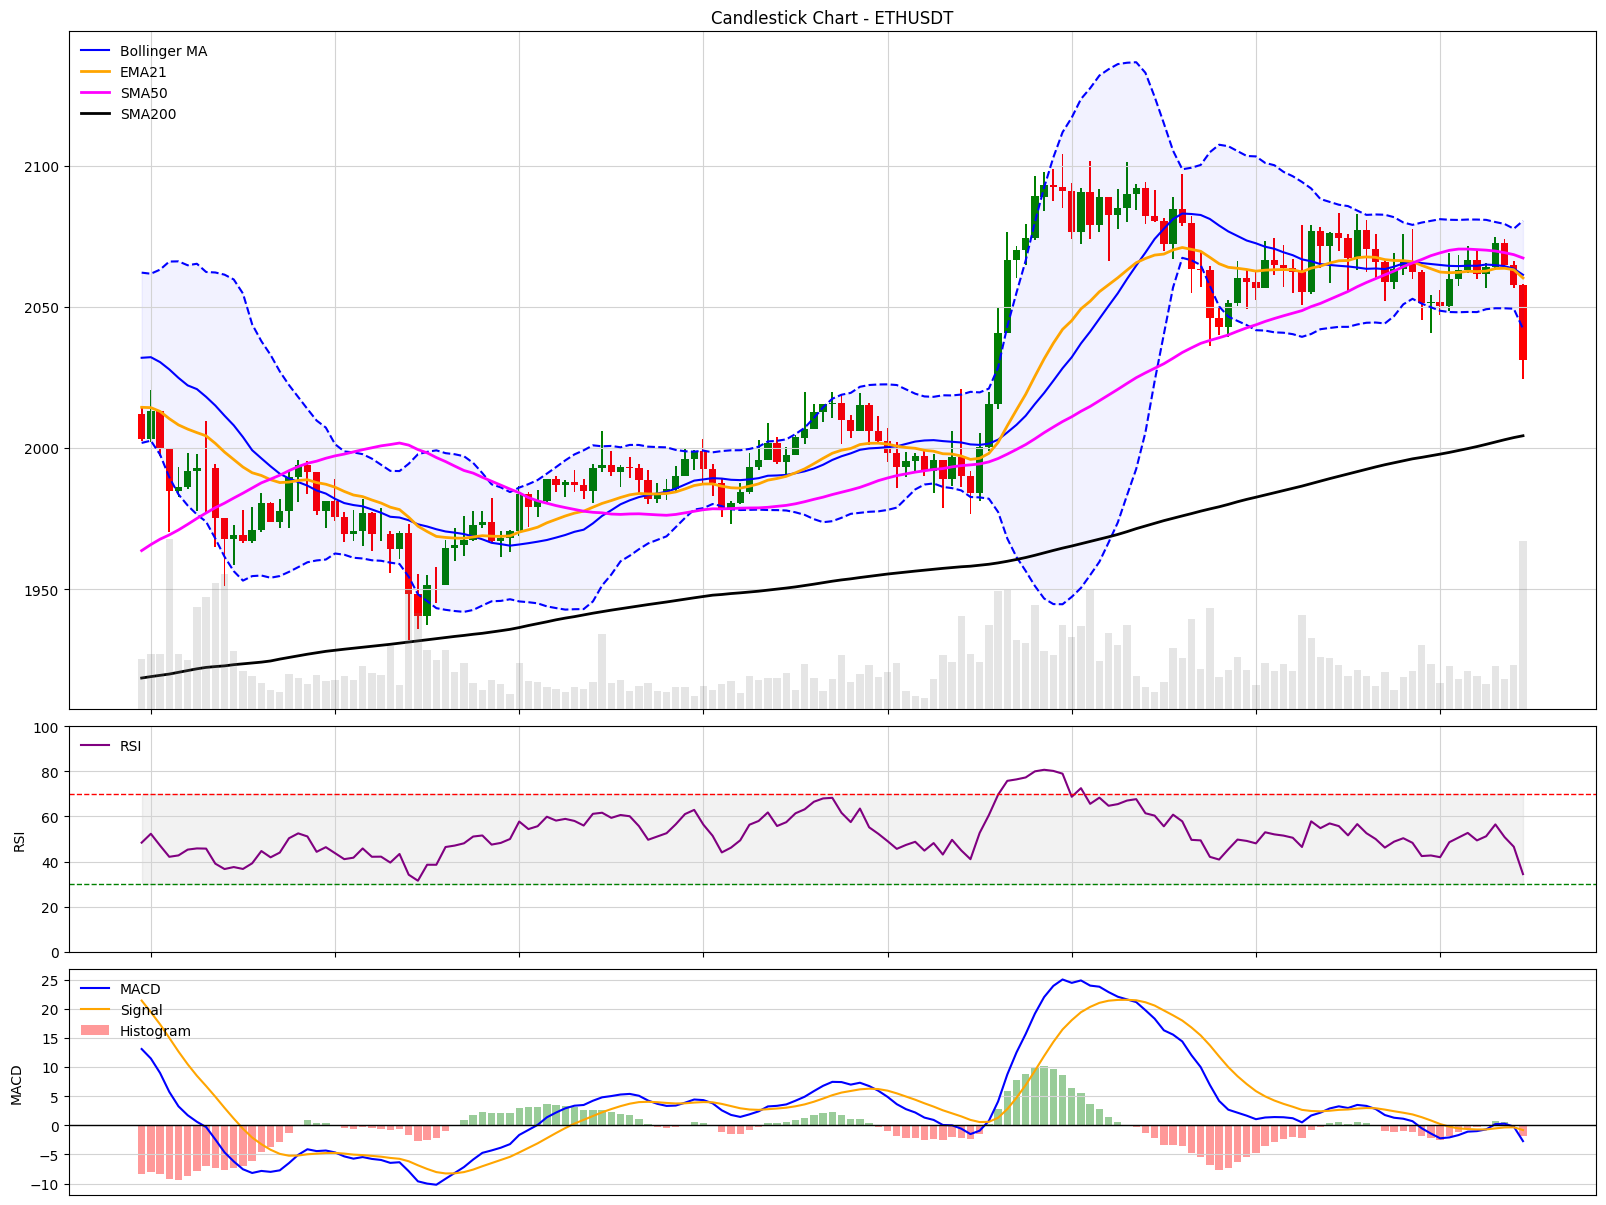 Candlestick Chart - ETHUSDT
Bollinger MA
EMA21
SMA50
SMA200
2100
2050
2000
1950
100
80
60
40
20
0
RSI
RSI
25
20
15
10
5
0
−5
−10
MACD
MACD
Signal
Histogram